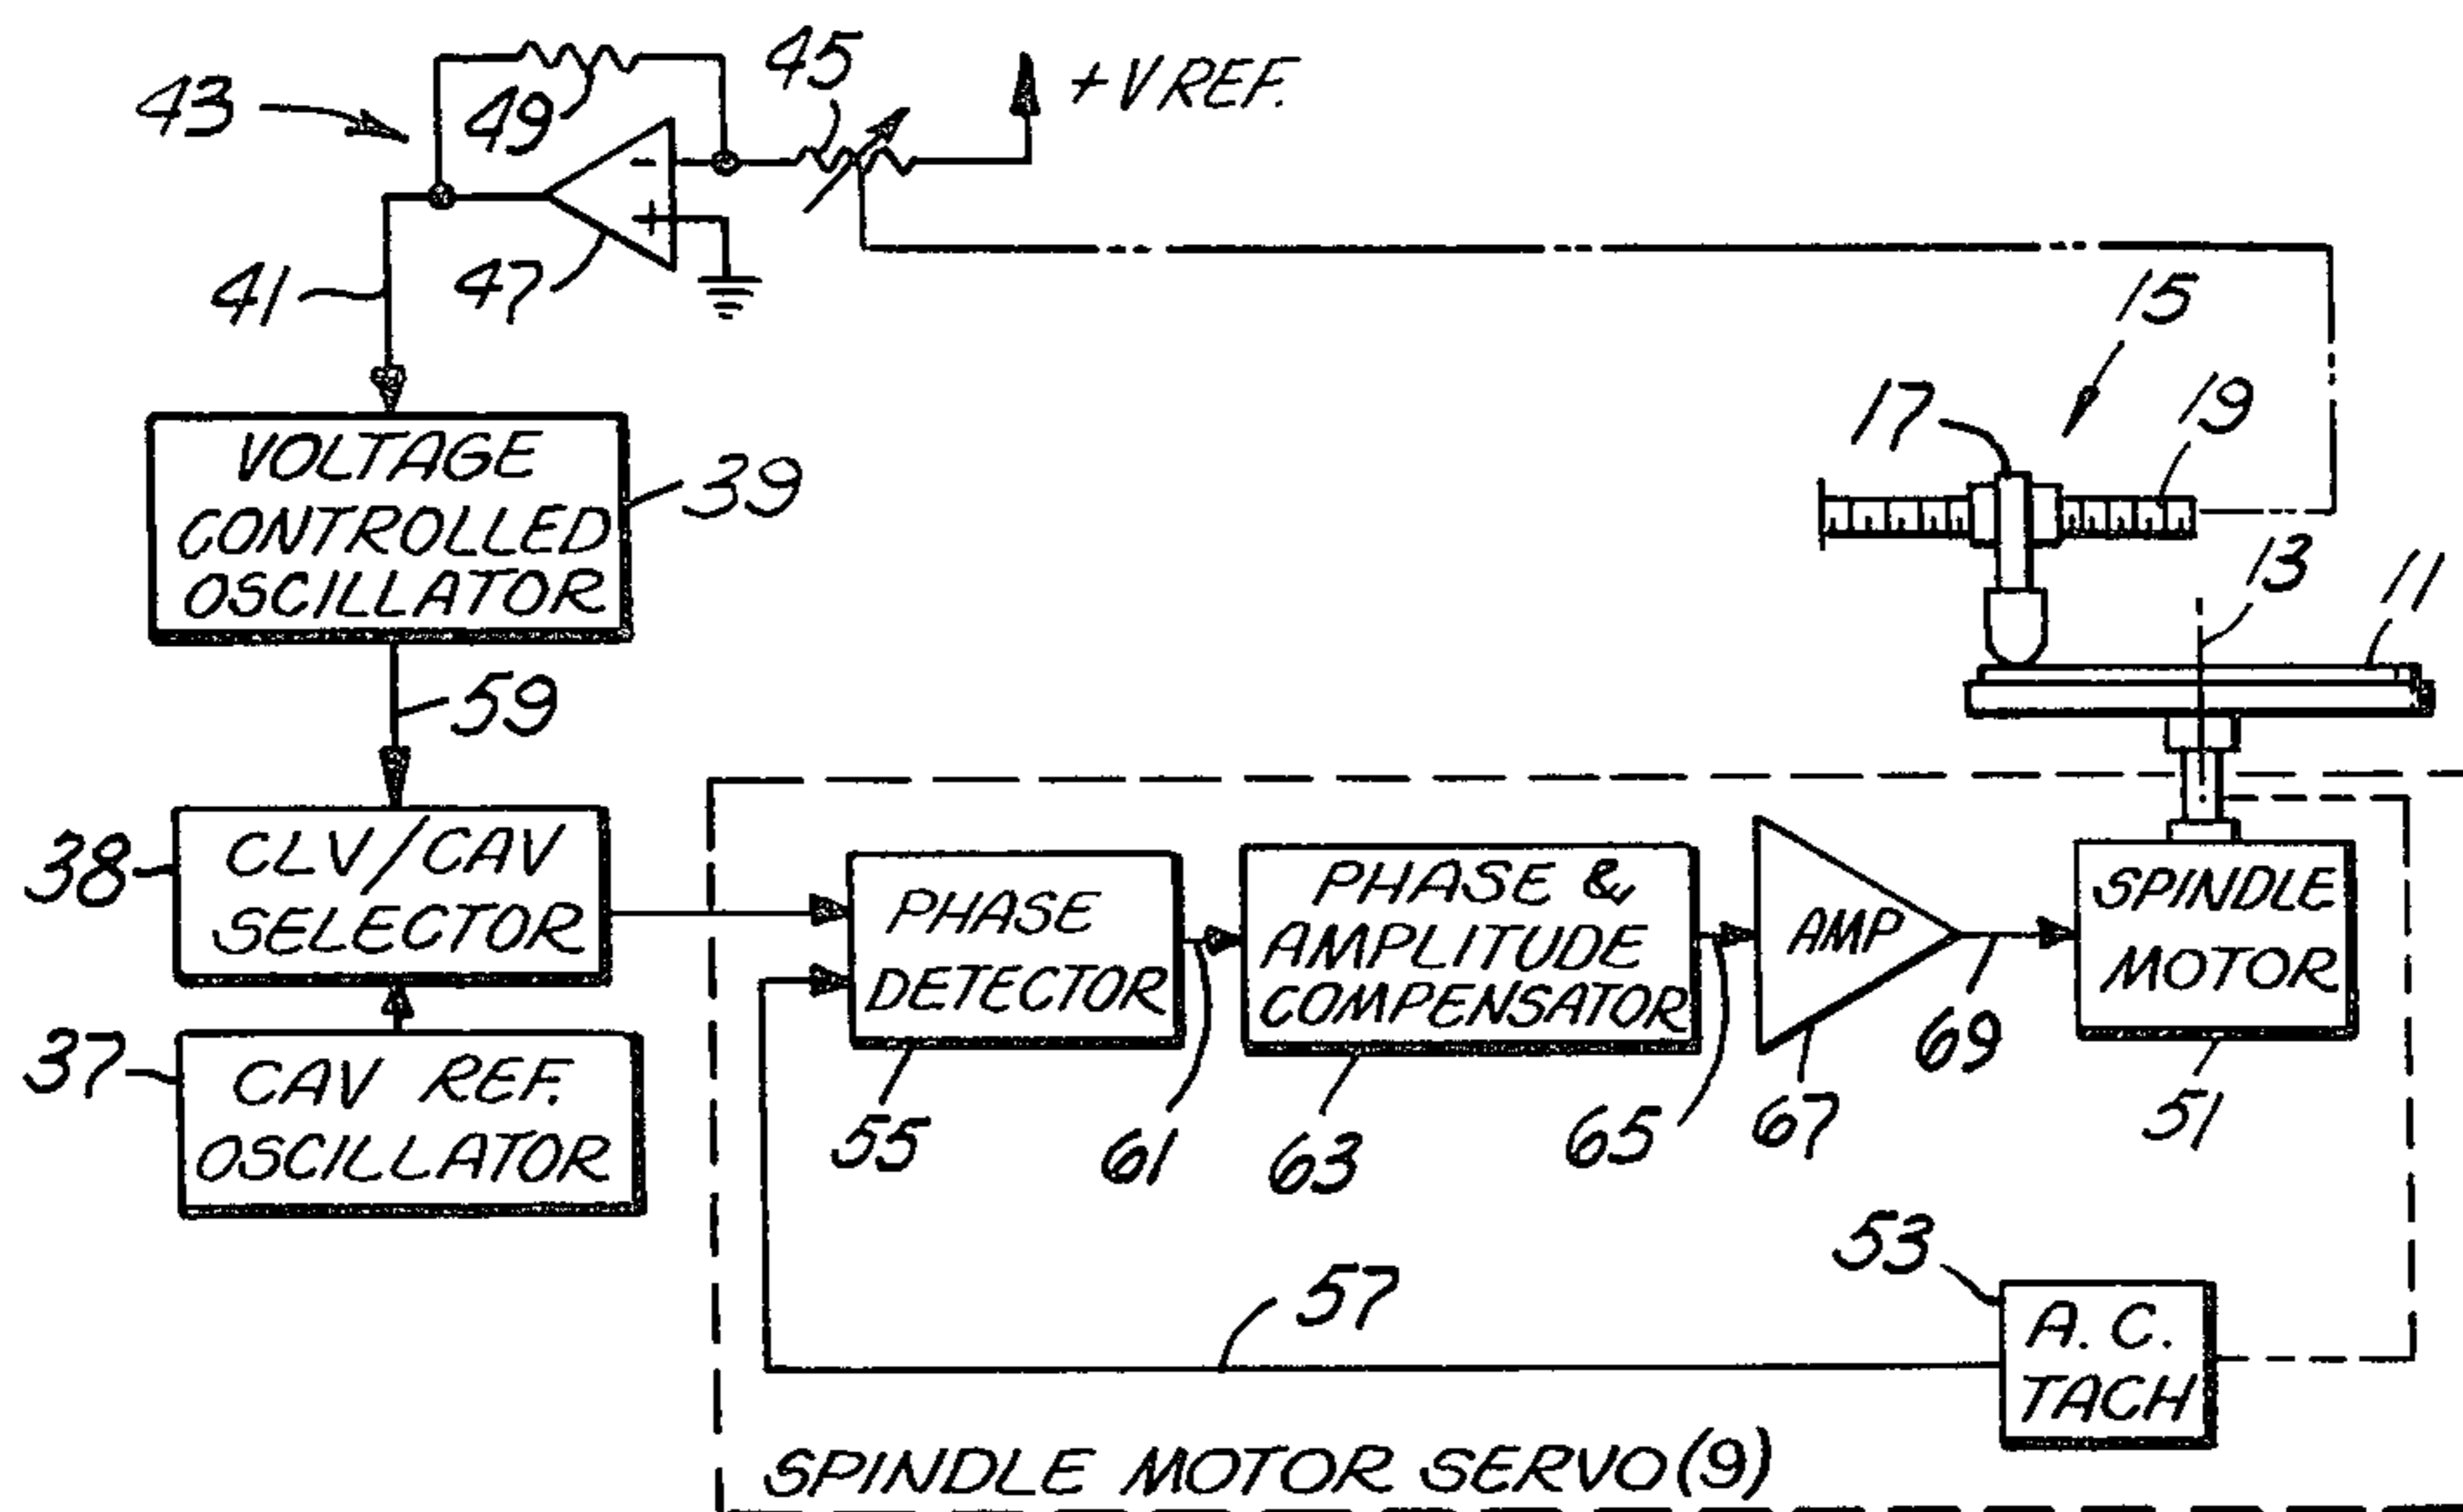 45
+V REF.
43
49
-
+
41
47
15
17
19
VOLTAGE
CONTROLLED
OSCILLATOR
39
13
11
59
38
CLV/CAV
SELECTOR
PHASE
DETECTOR
PHASE &
AMPLITUDE
COMPENSATOR
AMP
SPINDLE
MOTOR
37
CAV REF.
OSCILLATOR
55
61
63
65
67
69
51
53
57
A.C.
TACH
SPINDLE MOTOR SERVO (9)